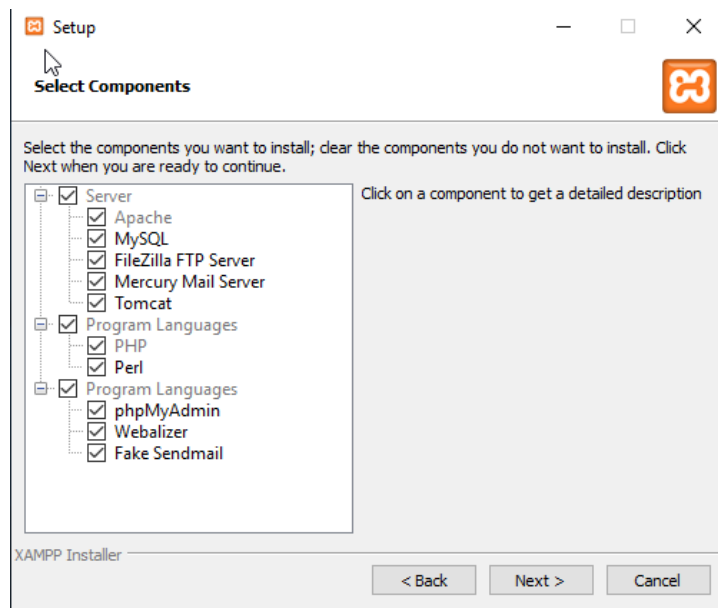 Setup
Select Components
Select the components you want to install; clear the components you do not want to install. Click
Next when you are ready to continue.
Server
Apache
MySQL
FileZilla FTP Server
Mercury Mail Server
Tomcat
Program Languages
PHP
Perl
Program Languages
phpMyAdmin
Webalizer
Fake Sendmail
Click on a component to get a detailed description
XAMPP Installer
< Back
Next >
Cancel